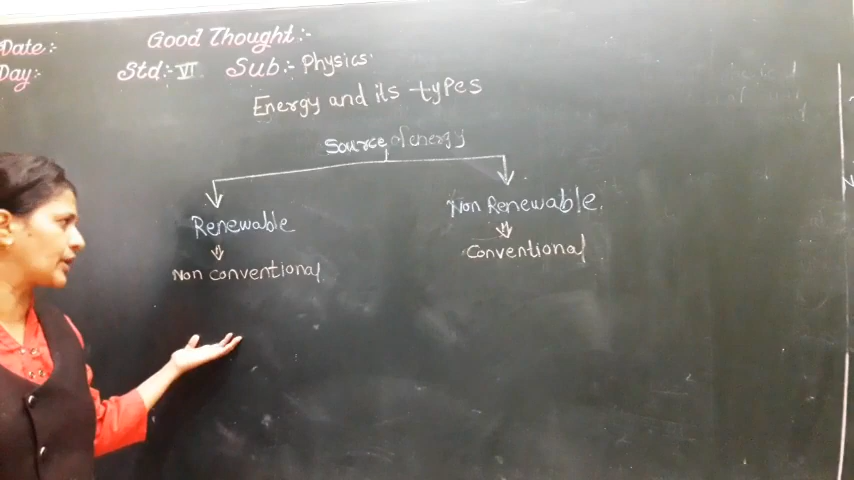 Date:-
Good Thought:-
Day:-
Std:- VI Sub:- Physics
Energy and its types
Source of energy
Renewable
Non Renewable
Non conventional
Conventional